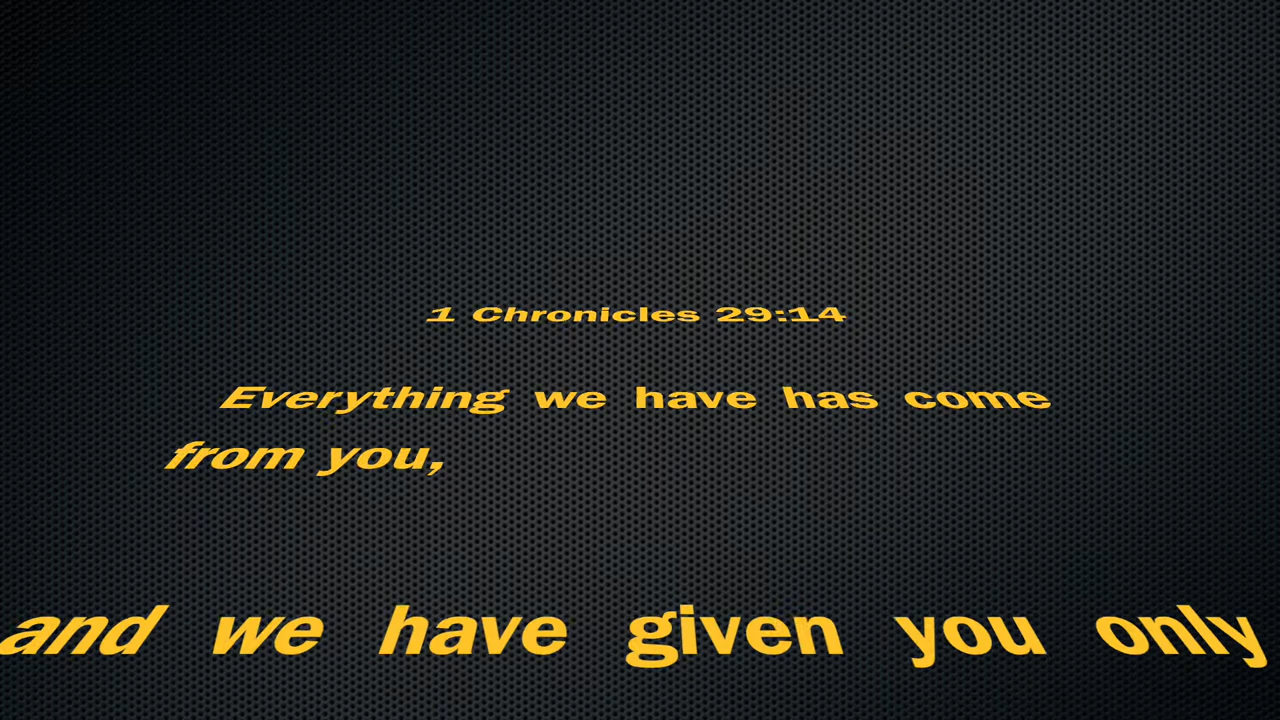 1 Chronicles 29:14
Everything we have has come
from you,
and we have given you only